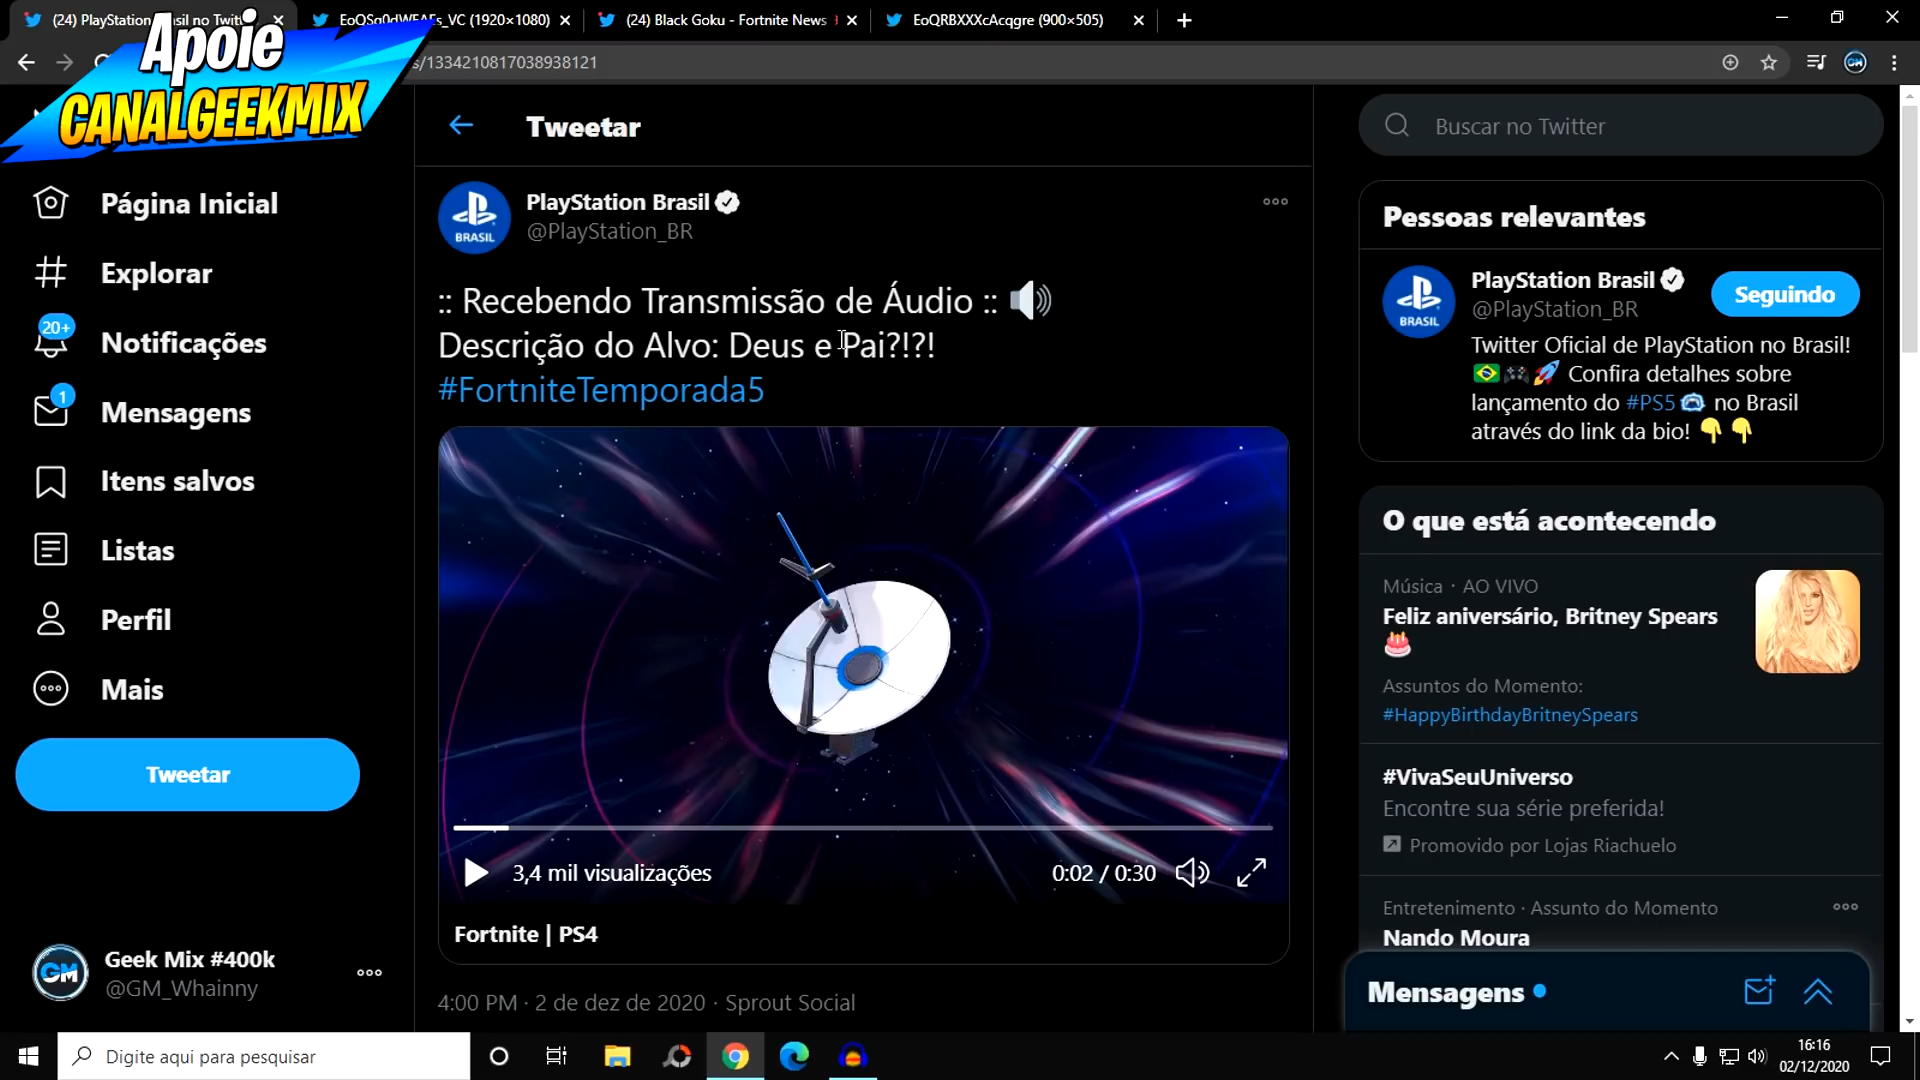 (24) PlayStation Brasil no Twitt
(1920×1080)
(24) Black Goku - Fortnite News
EoQRBXXXcAcqgre (900×505)
/1334210817038938121
Apoie
CANALGEEKMIX
Página Inicial
Explorar
20+
Notificações
1
Mensagens
Itens salvos
Listas
Perfil
Mais
Tweetar
Geek Mix #400k
@GM_Whainny
GM
Tweetar
BRASIL
PlayStation Brasil
@PlayStation_BR
:: Recebendo Transmissão de Áudio ::
Descrição do Alvo: Deus e Pai?!?!
#FortniteTemporada5
3,4 mil visualizações
0:02 / 0:30
Fortnite | PS4
4:00 PM · 2 de dez de 2020 · Sprout Social
Buscar no Twitter
Pessoas relevantes
BRASIL
PlayStation Brasil
@PlayStation_BR
Seguindo
Twitter Oficial de PlayStation no Brasil!
Confira detalhes sobre
lançamento do #PS5 no Brasil
através do link da bio!
O que está acontecendo
Música · AO VIVO
Feliz aniversário, Britney Spears
Assuntos do Momento:
#HappyBirthdayBritneySpears
#VivaSeuUniverso
Encontre sua série preferida!
Promovido por Lojas Riachuelo
Entretenimento · Assunto do Momento
Nando Moura
Mensagens
Digite aqui para pesquisar
16:16
02/12/2020